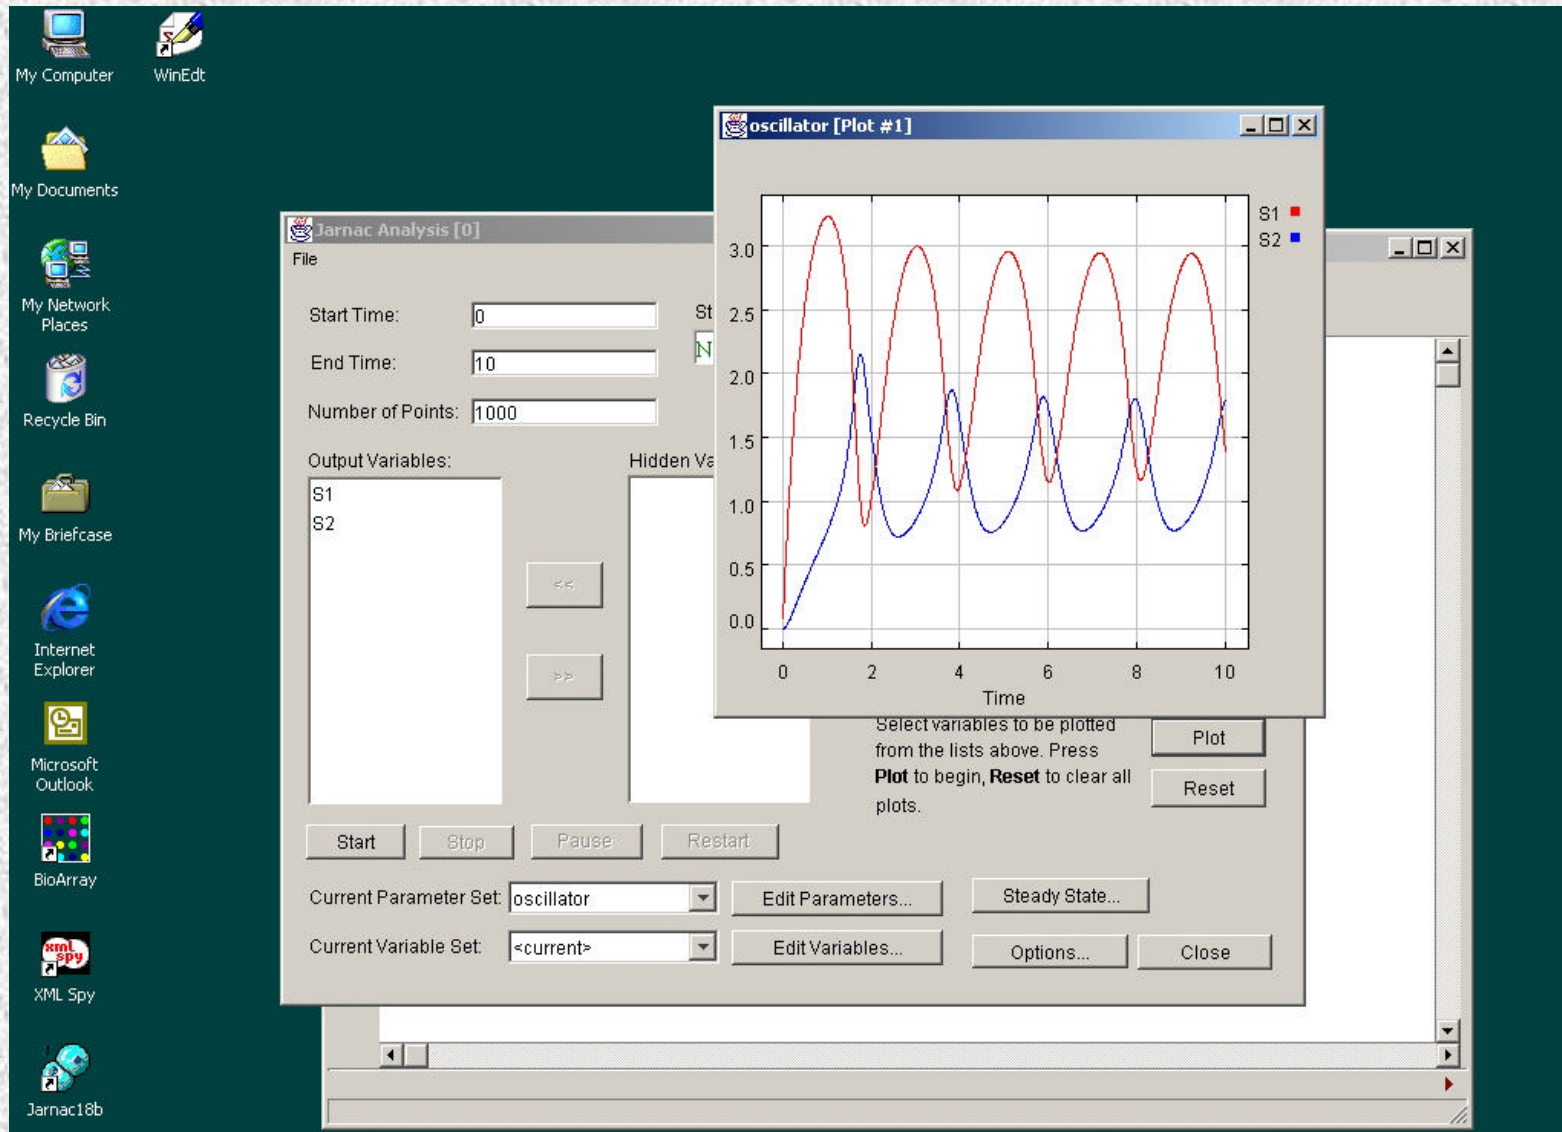 My Computer
WinEdt
My Documents
My Network
Places
Recycle Bin
My Briefcase
Internet
Explorer
Microsoft
Outlook
BioArray
xml
spy
XML Spy
Jarnac18b
Jarnac Analysis [0]
File
Start Time:
0
End Time:
10
Number of Points:
1000
St
N
Output Variables:
Hidden Va
S1
S2
<<
>>
Select variables to be plotted
from the lists above. Press
Plot to begin, Reset to clear all
plots.
Plot
Reset
Start
Stop
Pause
Restart
Current Parameter Set:
oscillator
Edit Parameters...
Steady State...
Current Variable Set:
<current>
Edit Variables...
Options...
Close
oscillator [Plot #1]
S1
S2
3.0
2.5
2.0
1.5
1.0
0.5
0.0
0 2 4 6 8 10
Time